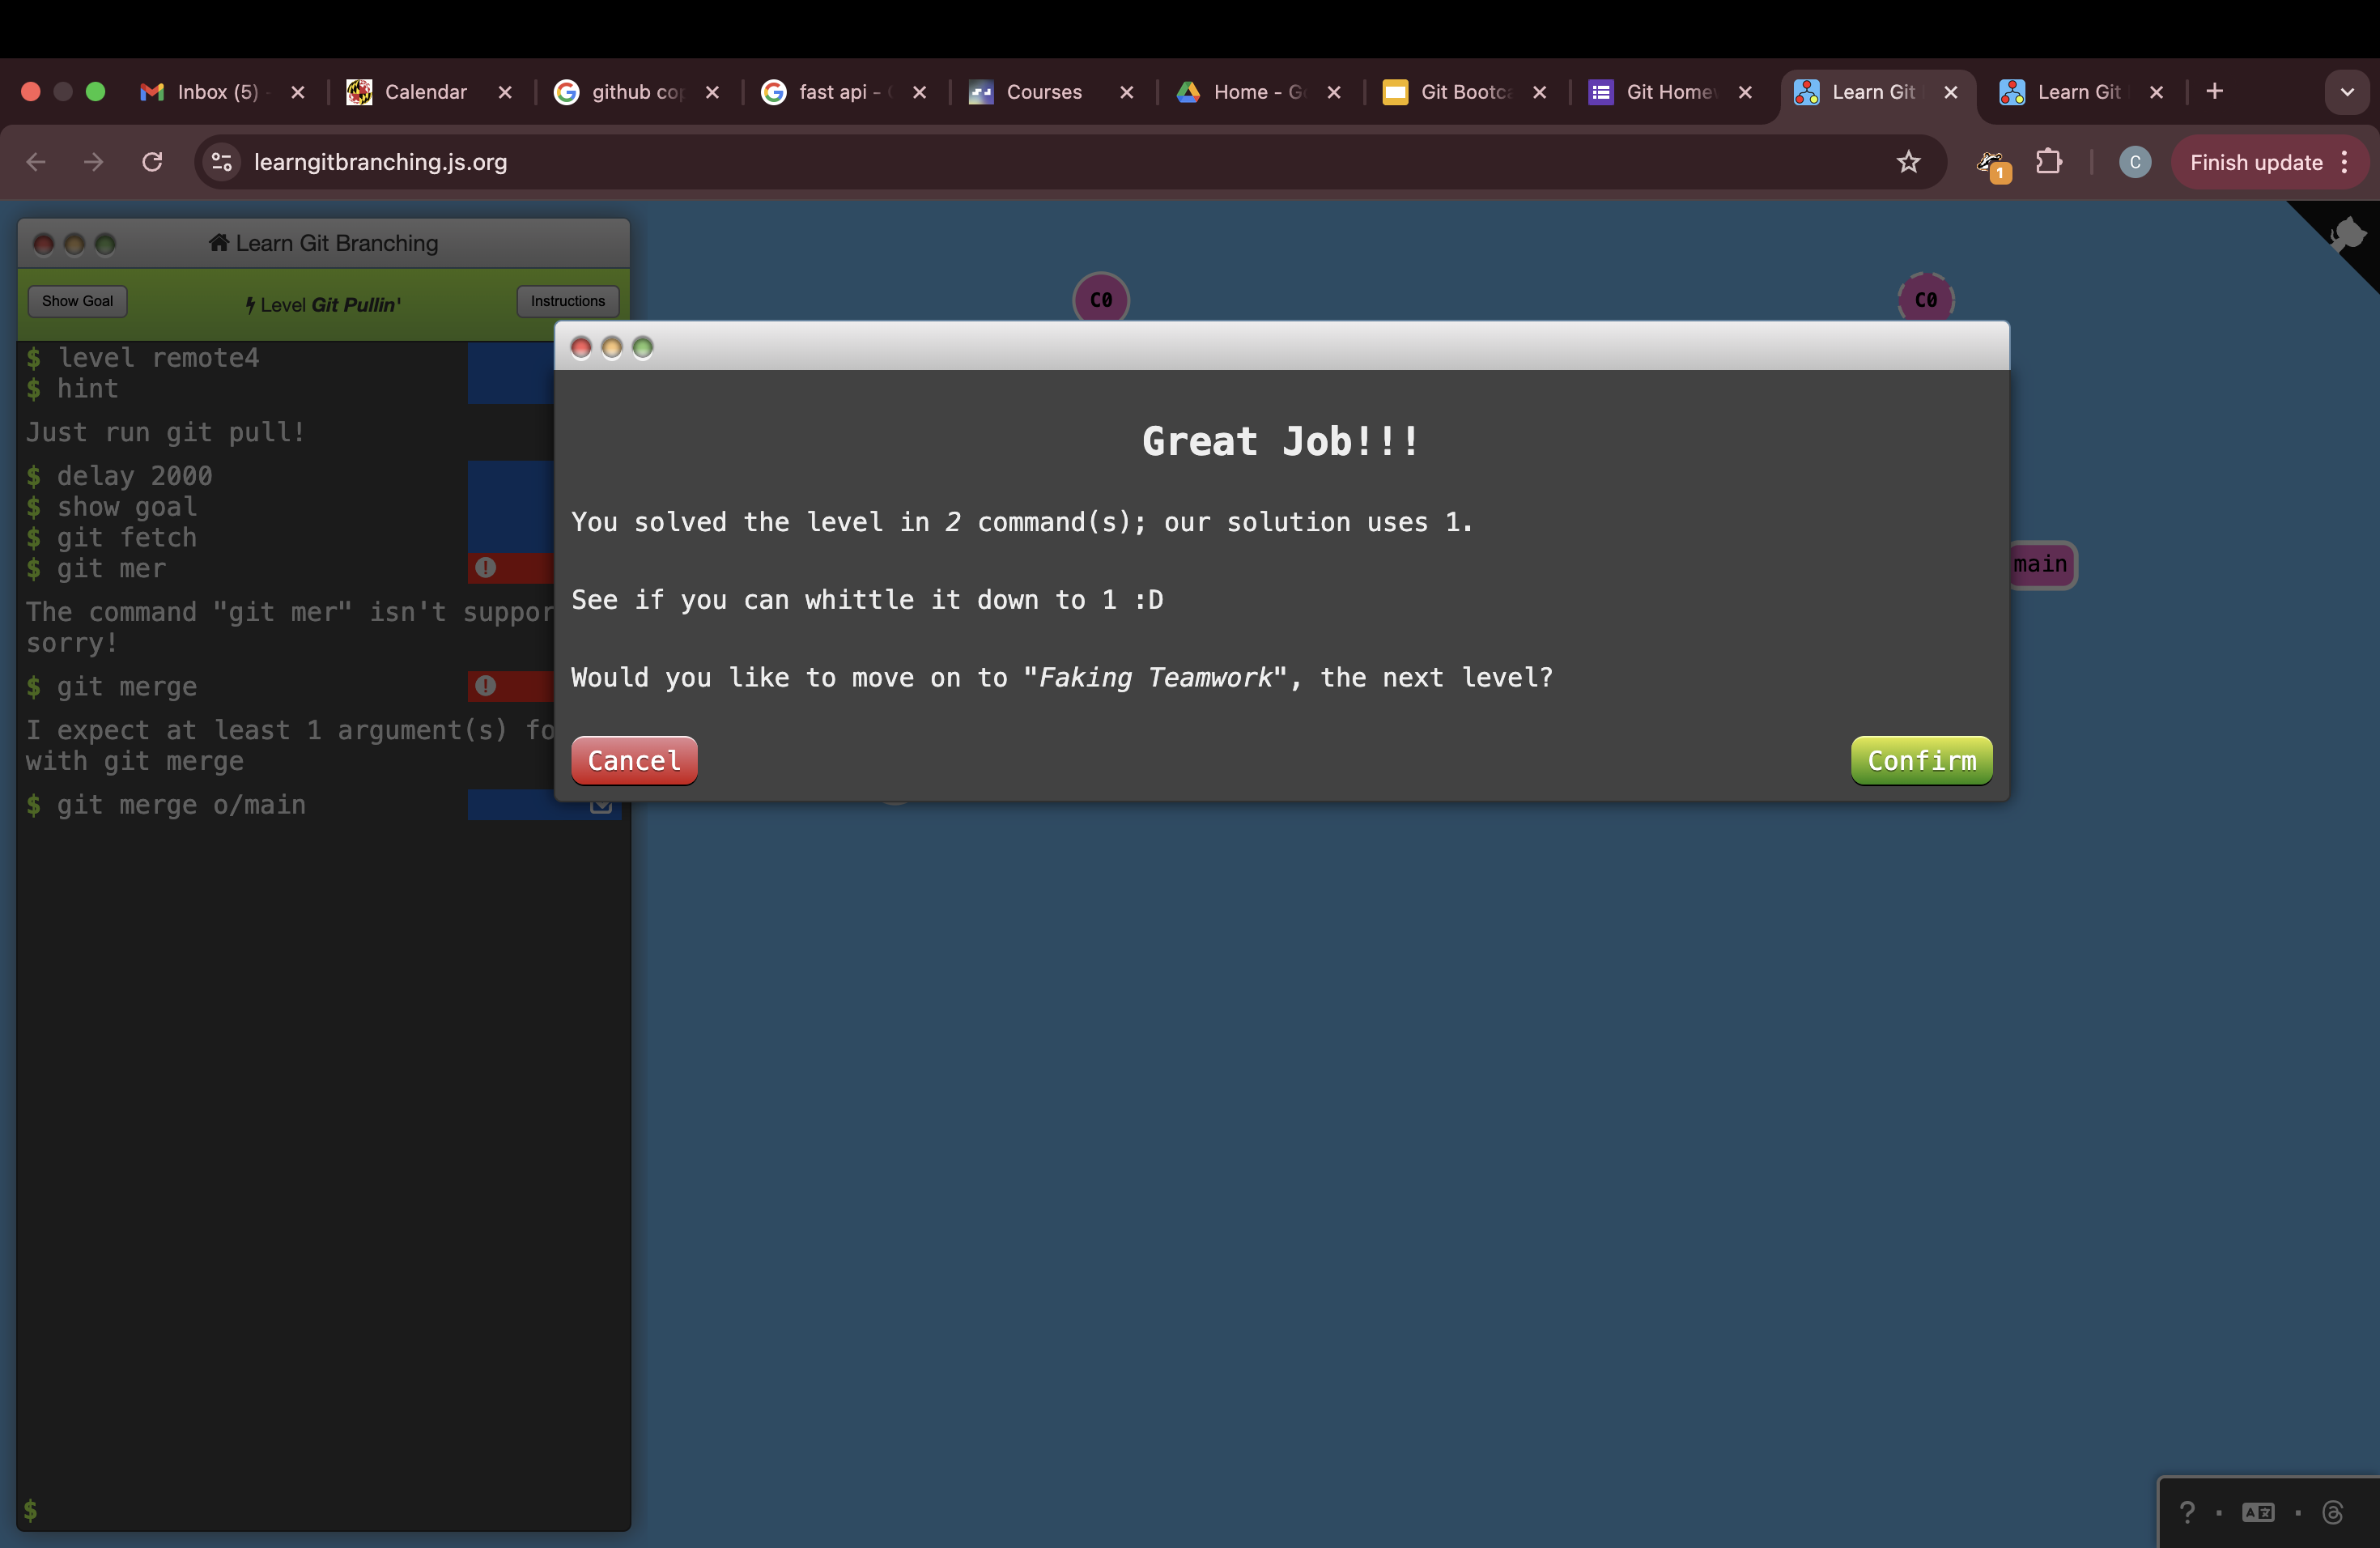 Inbox (5)
Calendar
github cop
fast api -
Courses
Home - Go
Git Bootca
Git Homew
Learn Git
Learn Git
learngitbranching.js.org
1
C
Finish update
Learn Git Branching
Show Goal
Level Git Pullin'
Instructions
$ level remote4
$ hint
Just run git pull!
$ delay 2000
$ show goal
$ git fetch
$ git mer
The command "git mer" isn't suppor
sorry!
$ git merge
I expect at least 1 argument(s) fo
with git merge
$ git merge o/main
$
C0
C0
main
Great Job!!!
You solved the level in 2 command(s); our solution uses 1.
See if you can whittle it down to 1 :D
Would you like to move on to "Faking Teamwork", the next level?
Cancel
Confirm
?